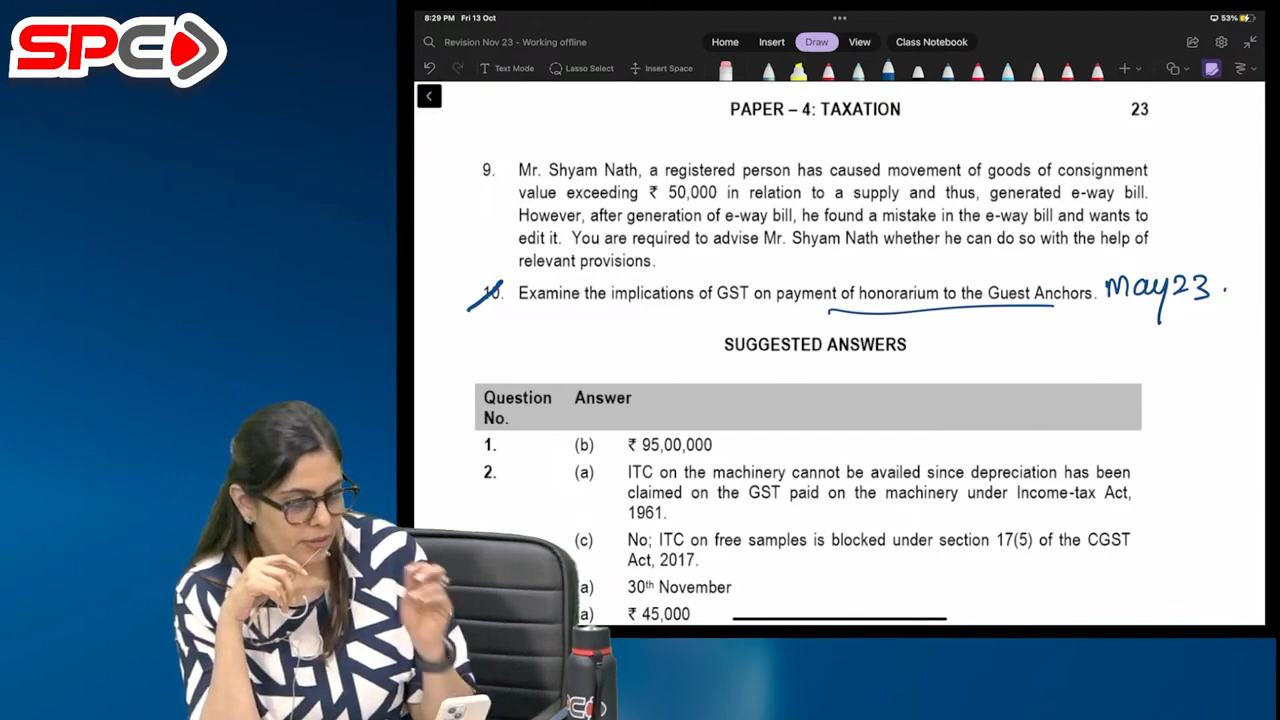 SPC
8:29 PM Fri 13 Oct
53%
Revision Nov 23 - Working offline
Home Insert Draw View Class Notebook
Text Mode Lasso Select Insert Space
PAPER – 4: TAXATION 23
9. Mr. Shyam Nath, a registered person has caused movement of goods of consignment
value exceeding ₹ 50,000 in relation to a supply and thus, generated e-way bill.
However, after generation of e-way bill, he found a mistake in the e-way bill and wants to
edit it. You are required to advise Mr. Shyam Nath whether he can do so with the help of
relevant provisions.
10. Examine the implications of GST on payment of honorarium to the Guest Anchors. May 23.
SUGGESTED ANSWERS
Question Answer
No.
1. (b) ₹ 95,00,000
2. (a) ITC on the machinery cannot be availed since depreciation has been
claimed on the GST paid on the machinery under Income-tax Act,
1961.
(c) No; ITC on free samples is blocked under section 17(5) of the CGST
Act, 2017.
a) 30th November
a) ₹ 45,000